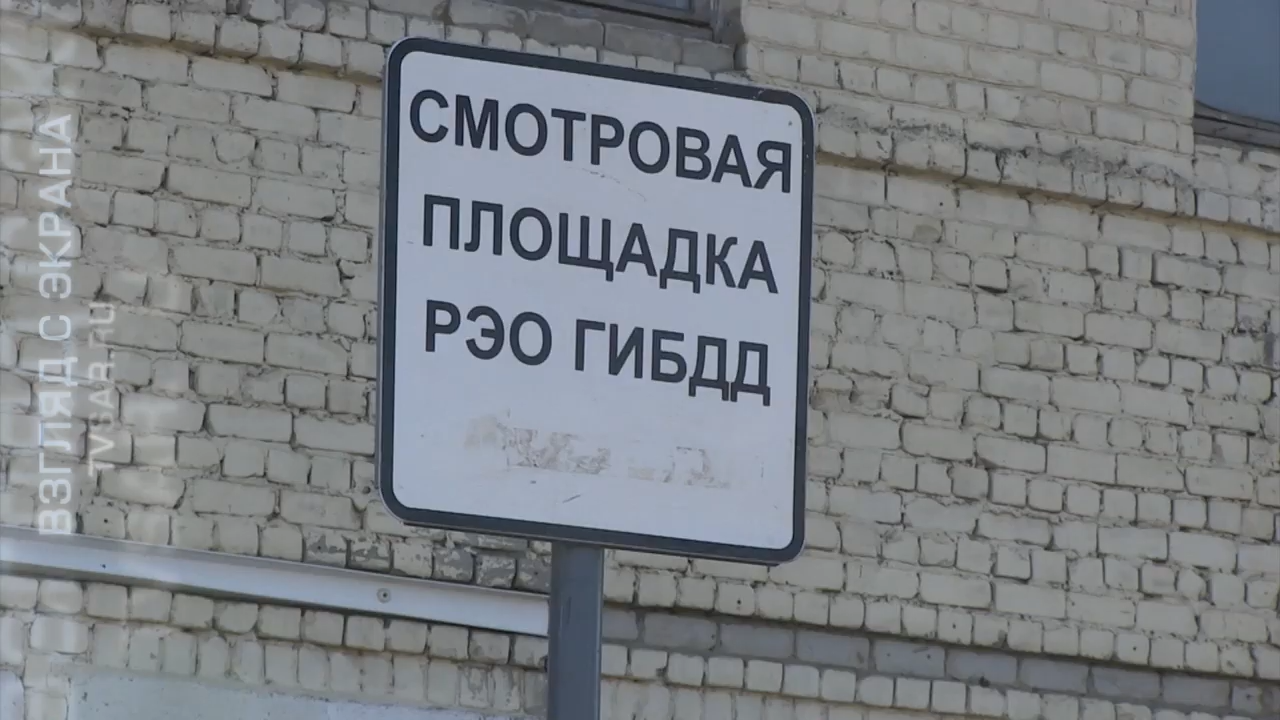 СМОТРОВАЯ
ПЛОЩАДКА
РЭО ГИБДД
ВЗГЛЯД С ЭКРАНА
TVSAR.ru